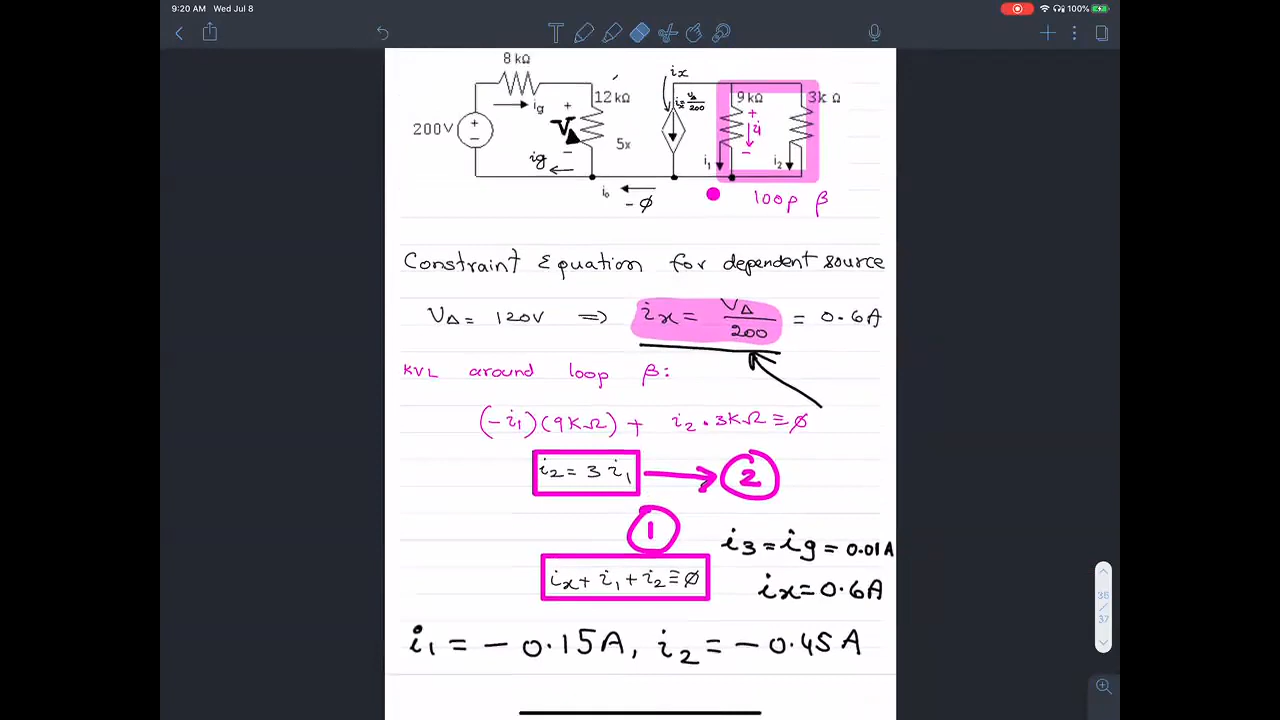 9:20 AM Wed Jul 8
100%
8 kΩ
200V
ig
12 kΩ
5x
ig
ix
9 kΩ
3k Ω
i1
i2
i₀
-ϕ
loop β
Constraint Equation for dependent source
VΔ = 120V ⇒ ix = VΔ/200 = 0.6A
KVL around loop β:
(-i1)(9KΩ) + i2 • 3KΩ ≡ ϕ
i2 = 3 i1 → 2
1
i3 = ig = 0.01A
ix + i1 + i2 ≡ ϕ
ix = 0.6A
i1 = - 0.15A, i2 = - 0.45A
36 / 37